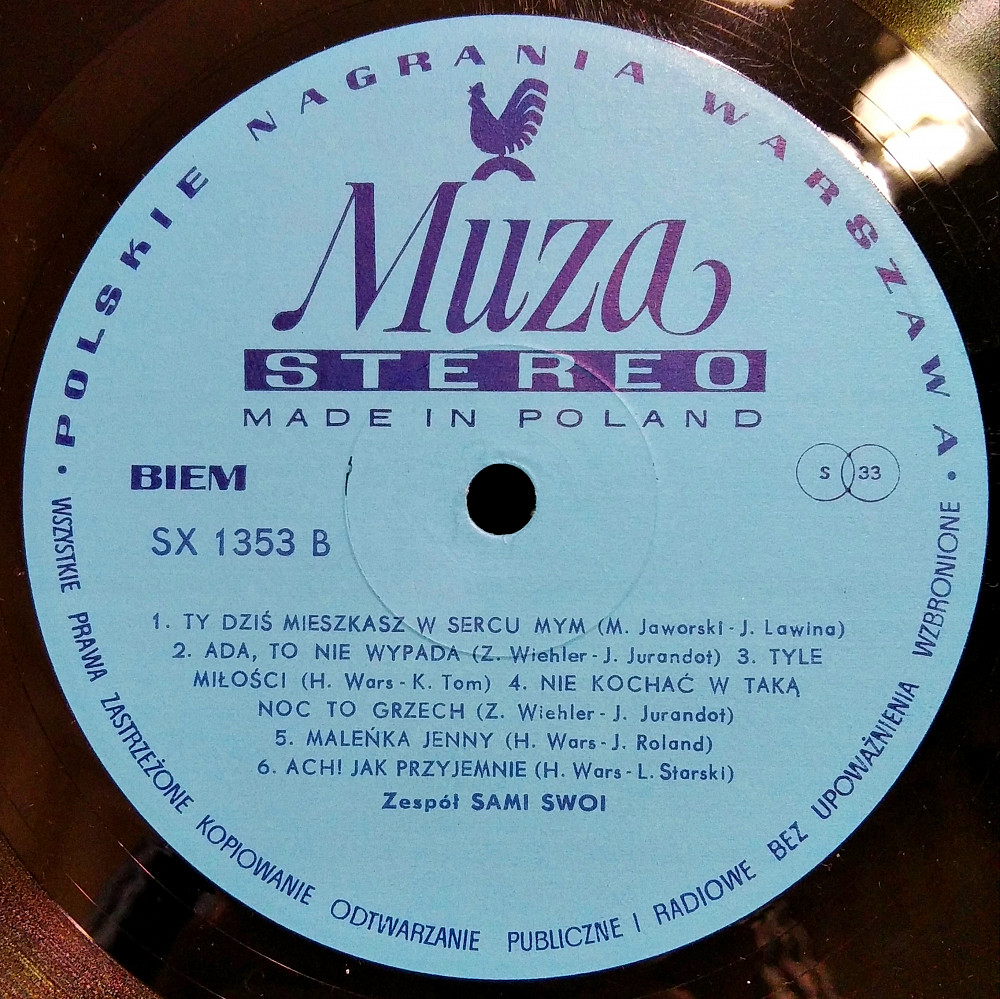 POLSKIE NAGRANIA WARSZAWA
Muza
STEREO
MADE IN POLAND
BIEM
S 33
SX 1353 B
1. TY DZIŚ MIESZKASZ W SERCU MYM (M. Jaworski - J. Lawina)
2. ADA, TO NIE WYPADA (Z. Wiehler - J. Jurandot) 3. TYLE
MIŁOŚCI (H. Wars - K. Tom) 4. NIE KOCHAĆ W TAKĄ
NOC TO GRZECH (Z. Wiehler - J. Jurandot)
5. MALEŃKA JENNY (H. Wars - J. Roland)
6. ACH! JAK PRZYJEMNIE (H. Wars - L. Starski)
Zespół SAMI SWOI
· WSZYSTKIE PRAWA ZASTRZEŻONE KOPIOWANIE ODTWARZANIE PUBLICZNE I RADIOWE BEZ UPOWAŻNIENIA WZBRONIONE ·